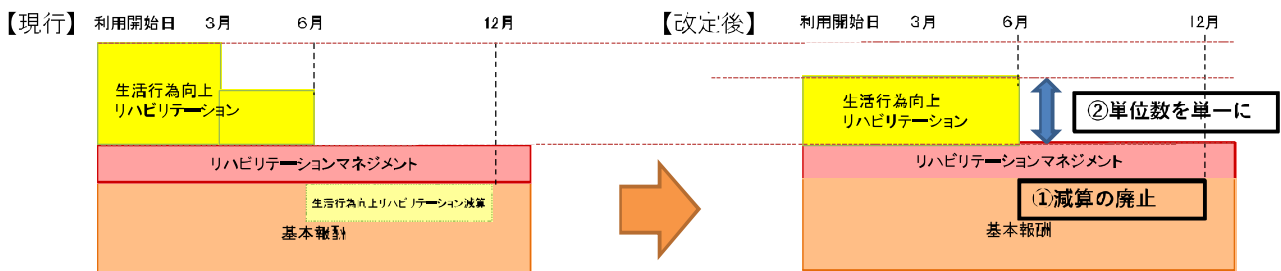 【現行】
利用開始日 3月 6月 12月
生活行為向上
リハビリテーション
リハビリテーションマネジメント
生活行為向上リハビリテーション減算
基本報酬
【改定後】
利用開始日 3月 6月 12月
生活行為向上
リハビリテーション
②単位数を単一に
リハビリテーションマネジメント
①減算の廃止
基本報酬